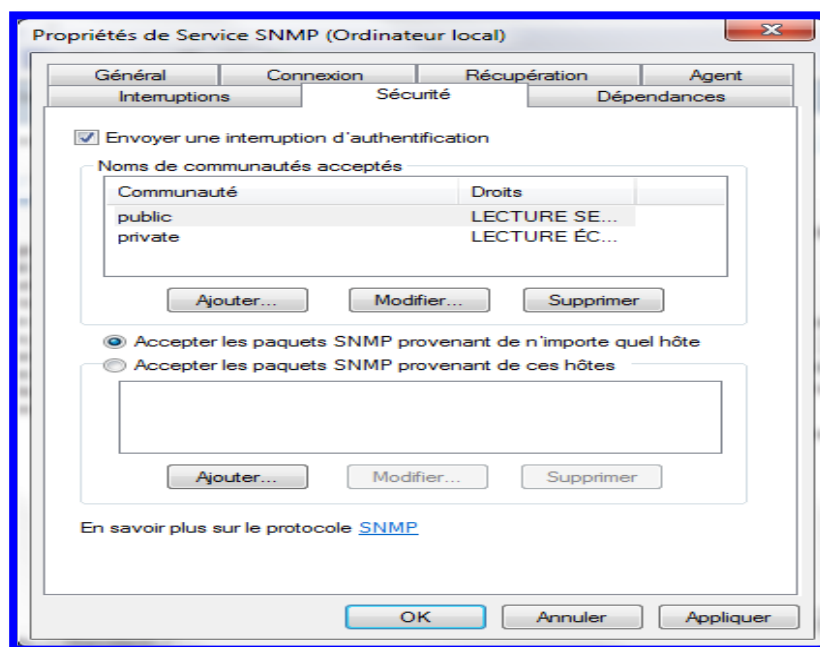 Propriétés de Service SNMP (Ordinateur local)
Général Connexion Récupération Agent
Interruptions Sécurité Dépendances
Envoyer une interruption d'authentification
Noms de communautés acceptés
Communauté Droits
public LECTURE SE...
private LECTURE ÉC...
Ajouter... Modifier... Supprimer
Accepter les paquets SNMP provenant de n'importe quel hôte
Accepter les paquets SNMP provenant de ces hôtes
Ajouter... Modifier... Supprimer
En savoir plus sur le protocole SNMP
OK Annuler Appliquer